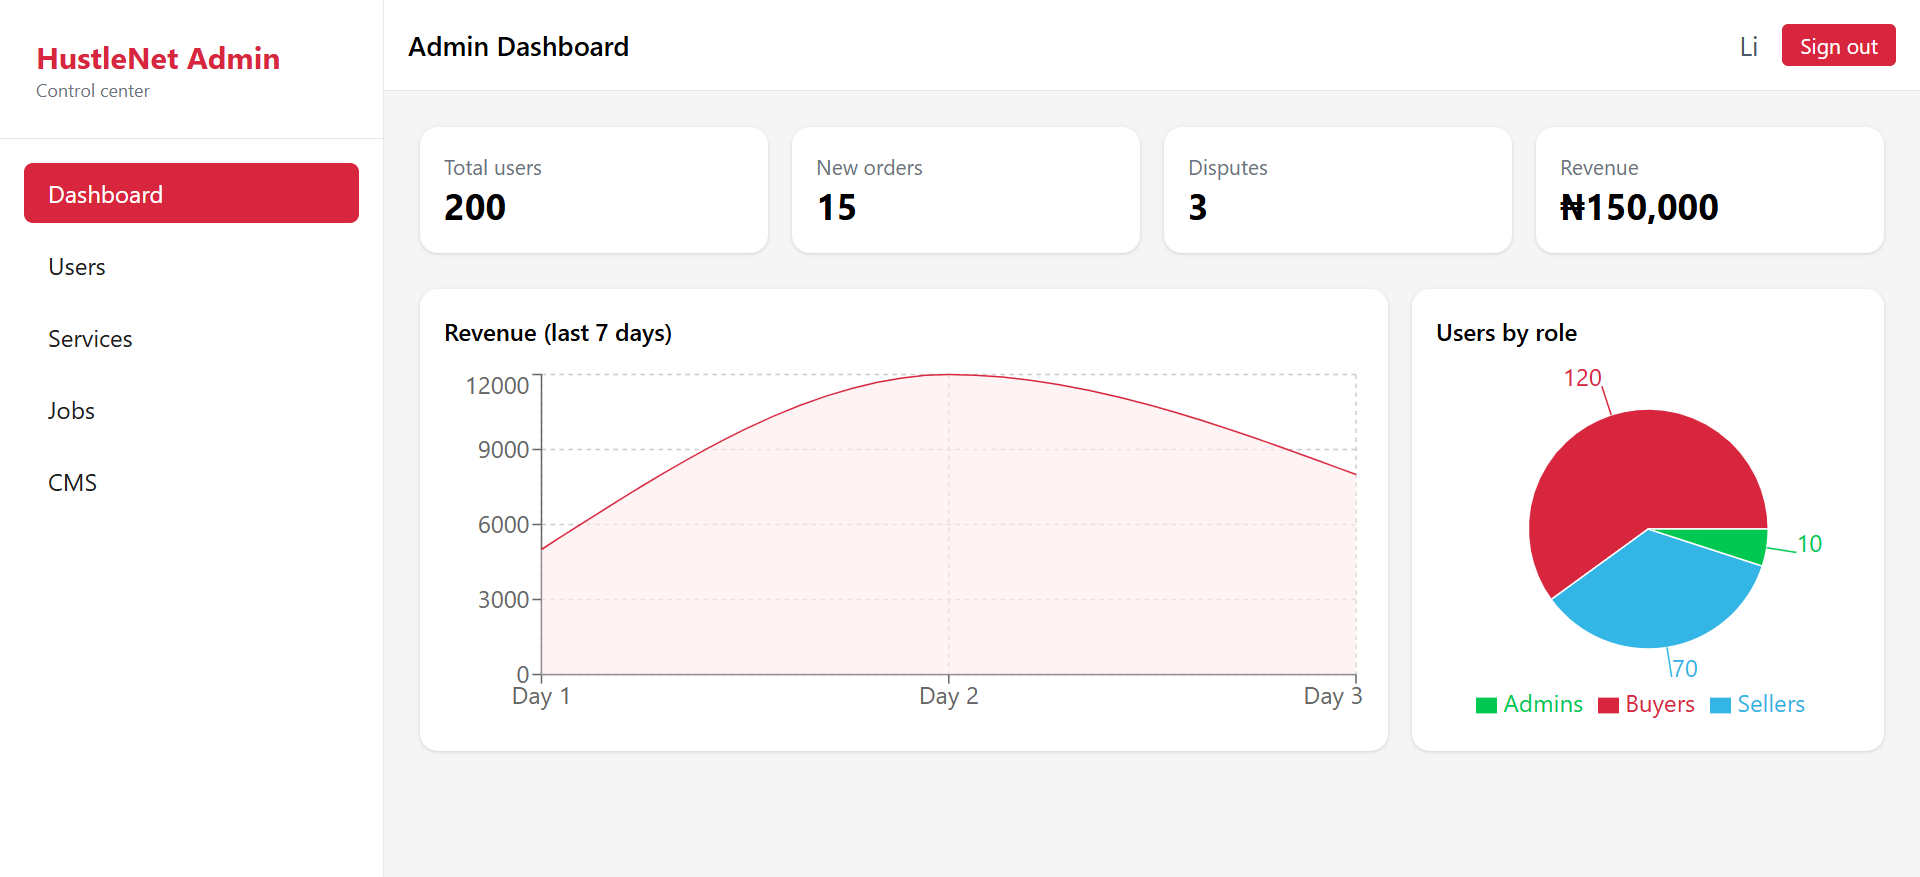 HustleNet Admin
Control center
Dashboard
Users
Services
Jobs
CMS
Admin Dashboard
Li
Sign out
Total users
200
New orders
15
Disputes
3
Revenue
₦150,000
Revenue (last 7 days)
12000
9000
6000
3000
0
Day 1 Day 2 Day 3
Users by role
120
10
70
Admins Buyers Sellers